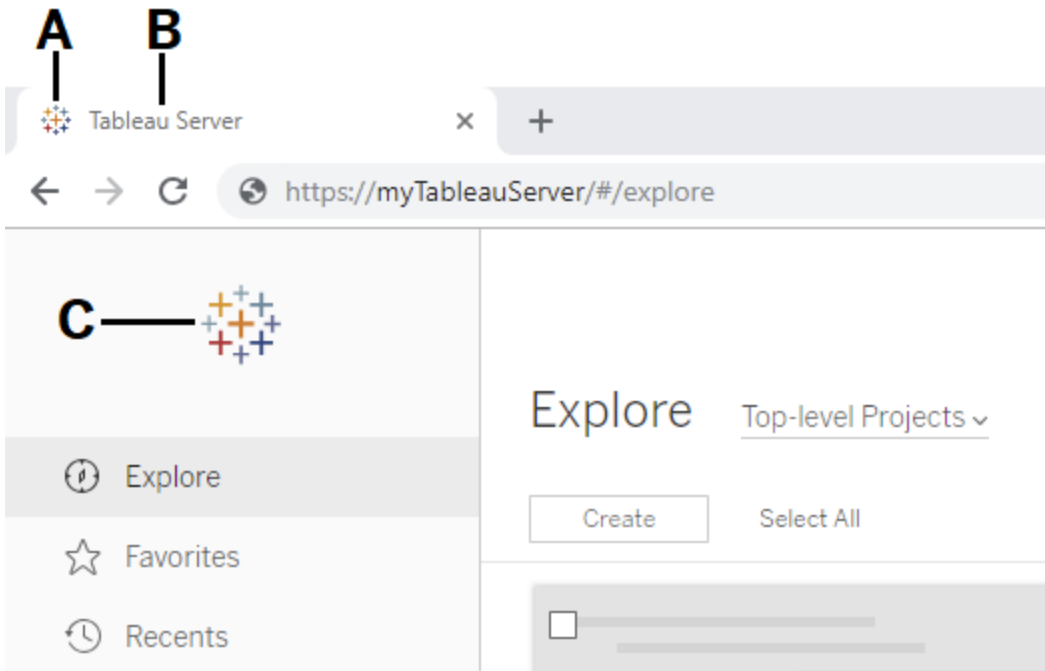 A B
Tableau Server
https://myTableauServer/#/explore
C
Explore Top-level Projects
Explore
Create Select All
Favorites
Recents